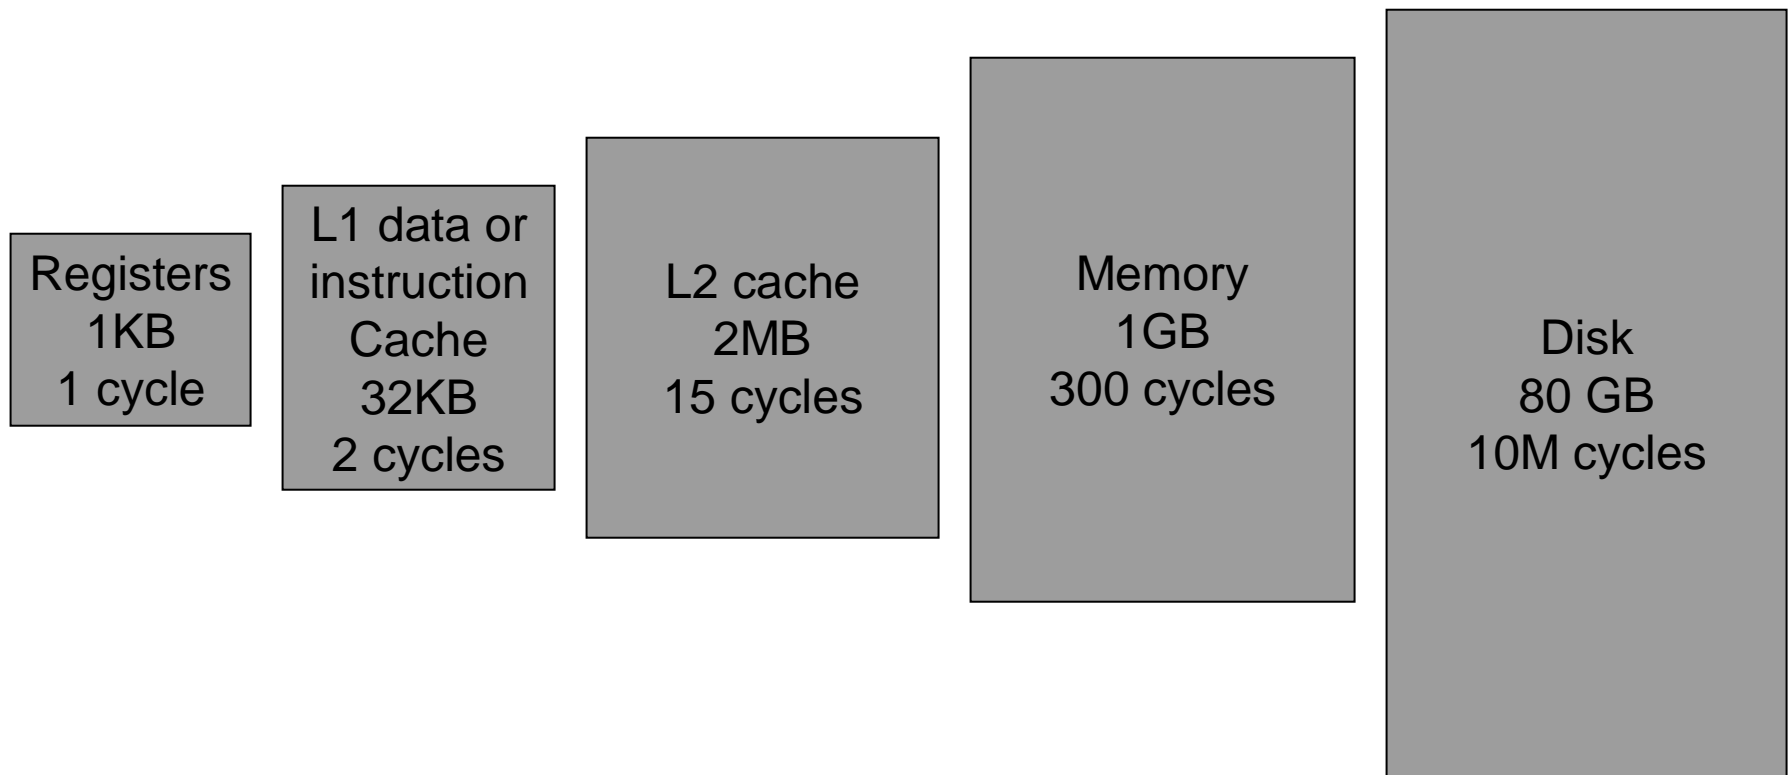 Registers
1KB
1 cycle
L1 data or
instruction
Cache
32KB
2 cycles
L2 cache
2MB
15 cycles
Memory
1GB
300 cycles
Disk
80 GB
10M cycles